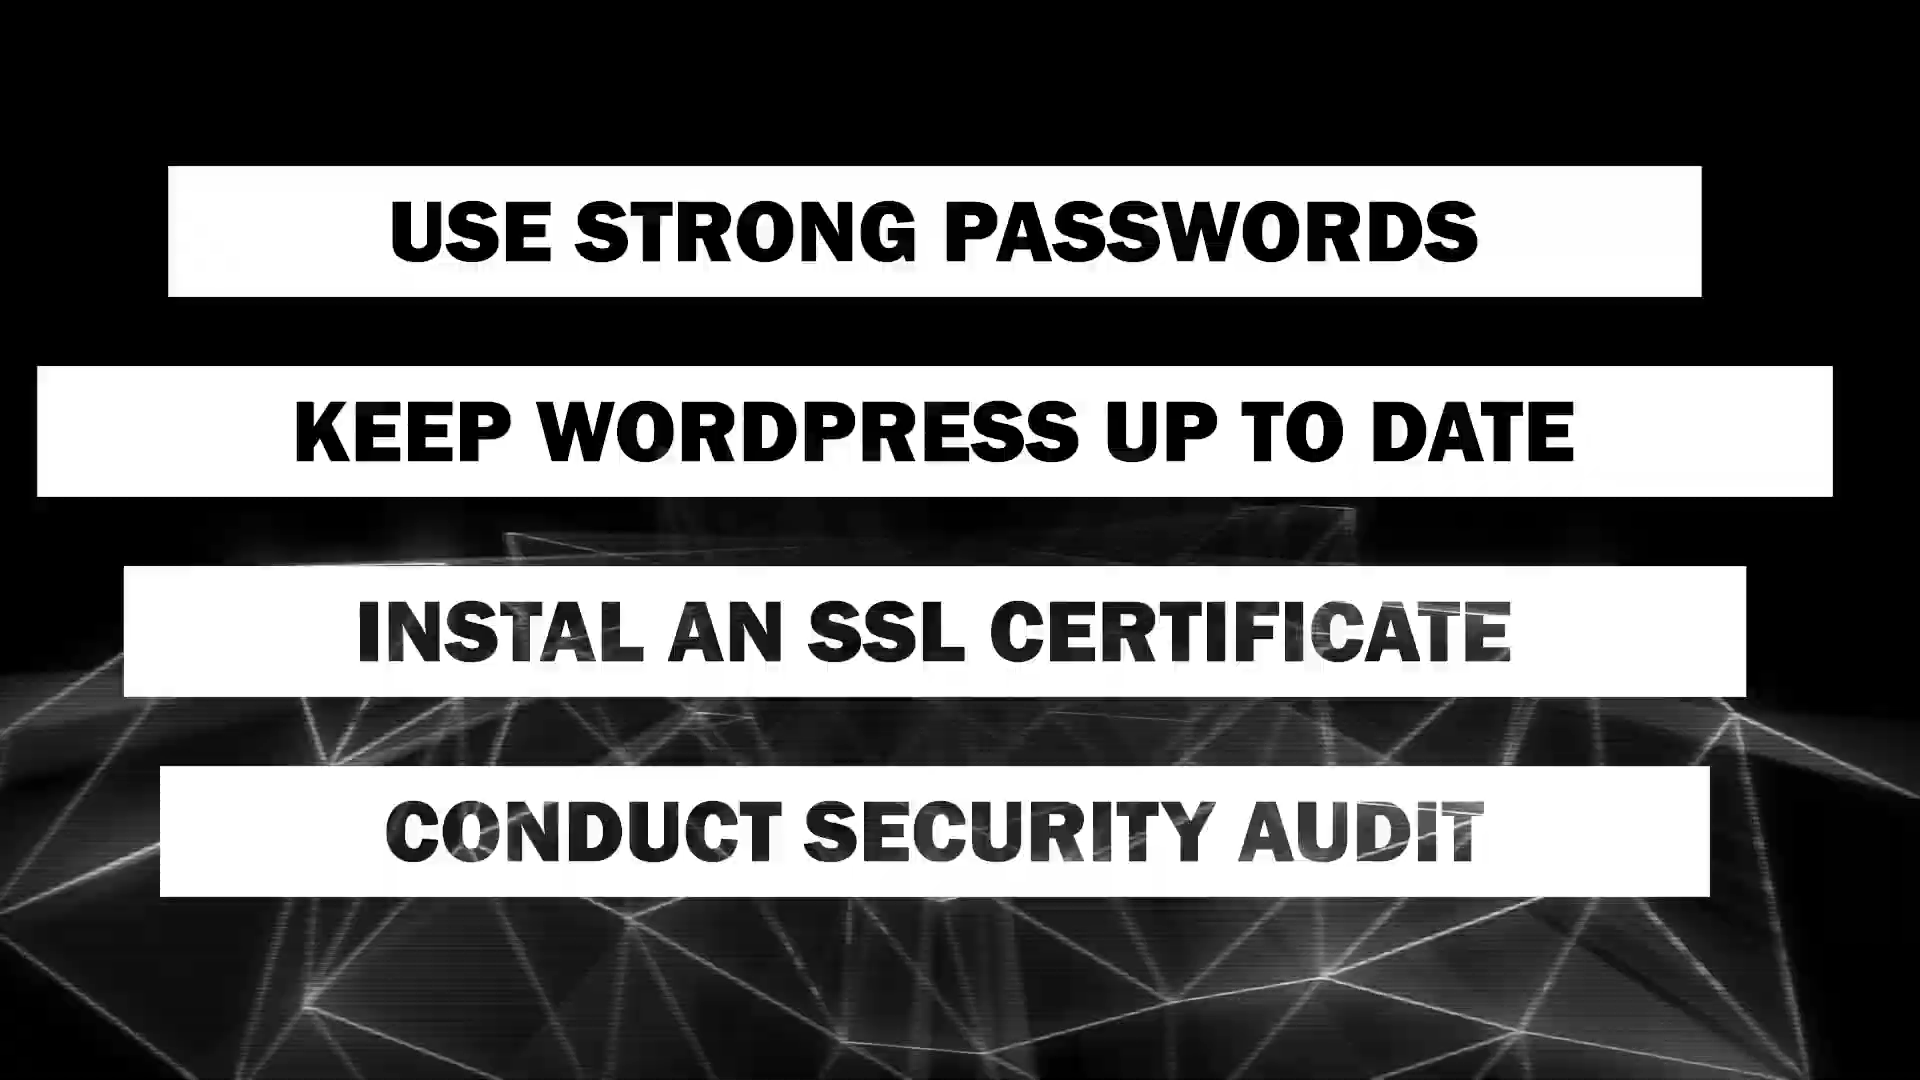 USE STRONG PASSWORDS
KEEP WORDPRESS UP TO DATE
INSTAL AN SSL CERTIFICATE
CONDUCT SECURITY AUDIT